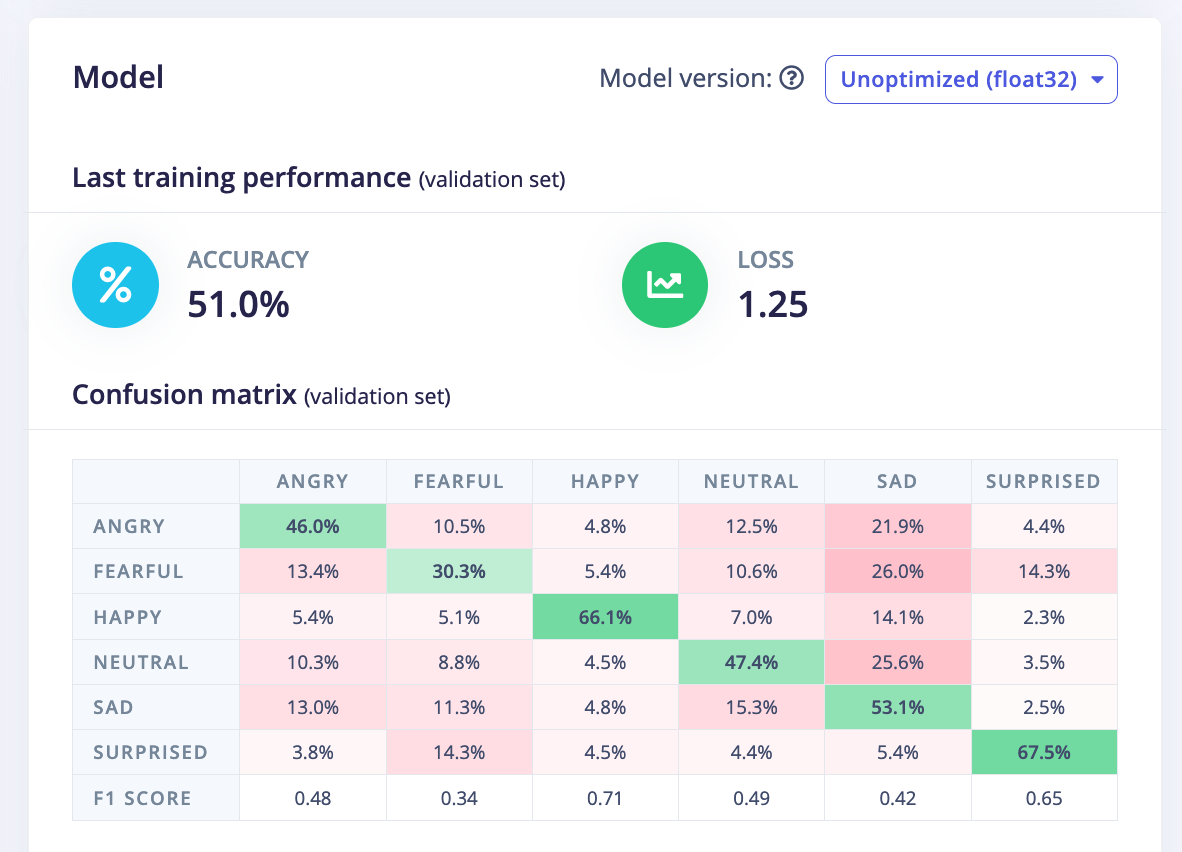 Model
Model version: ? Unoptimized (float32)
Last training performance (validation set)
% ACCURACY LOSS
51.0% 1.25
Confusion matrix (validation set)
ANGRY FEARFUL HAPPY NEUTRAL SAD SURPRISED
ANGRY 46.0% 10.5% 4.8% 12.5% 21.9% 4.4%
FEARFUL 13.4% 30.3% 5.4% 10.6% 26.0% 14.3%
HAPPY 5.4% 5.1% 66.1% 7.0% 14.1% 2.3%
NEUTRAL 10.3% 8.8% 4.5% 47.4% 25.6% 3.5%
SAD 13.0% 11.3% 4.8% 15.3% 53.1% 2.5%
SURPRISED 3.8% 14.3% 4.5% 4.4% 5.4% 67.5%
F1 SCORE 0.48 0.34 0.71 0.49 0.42 0.65